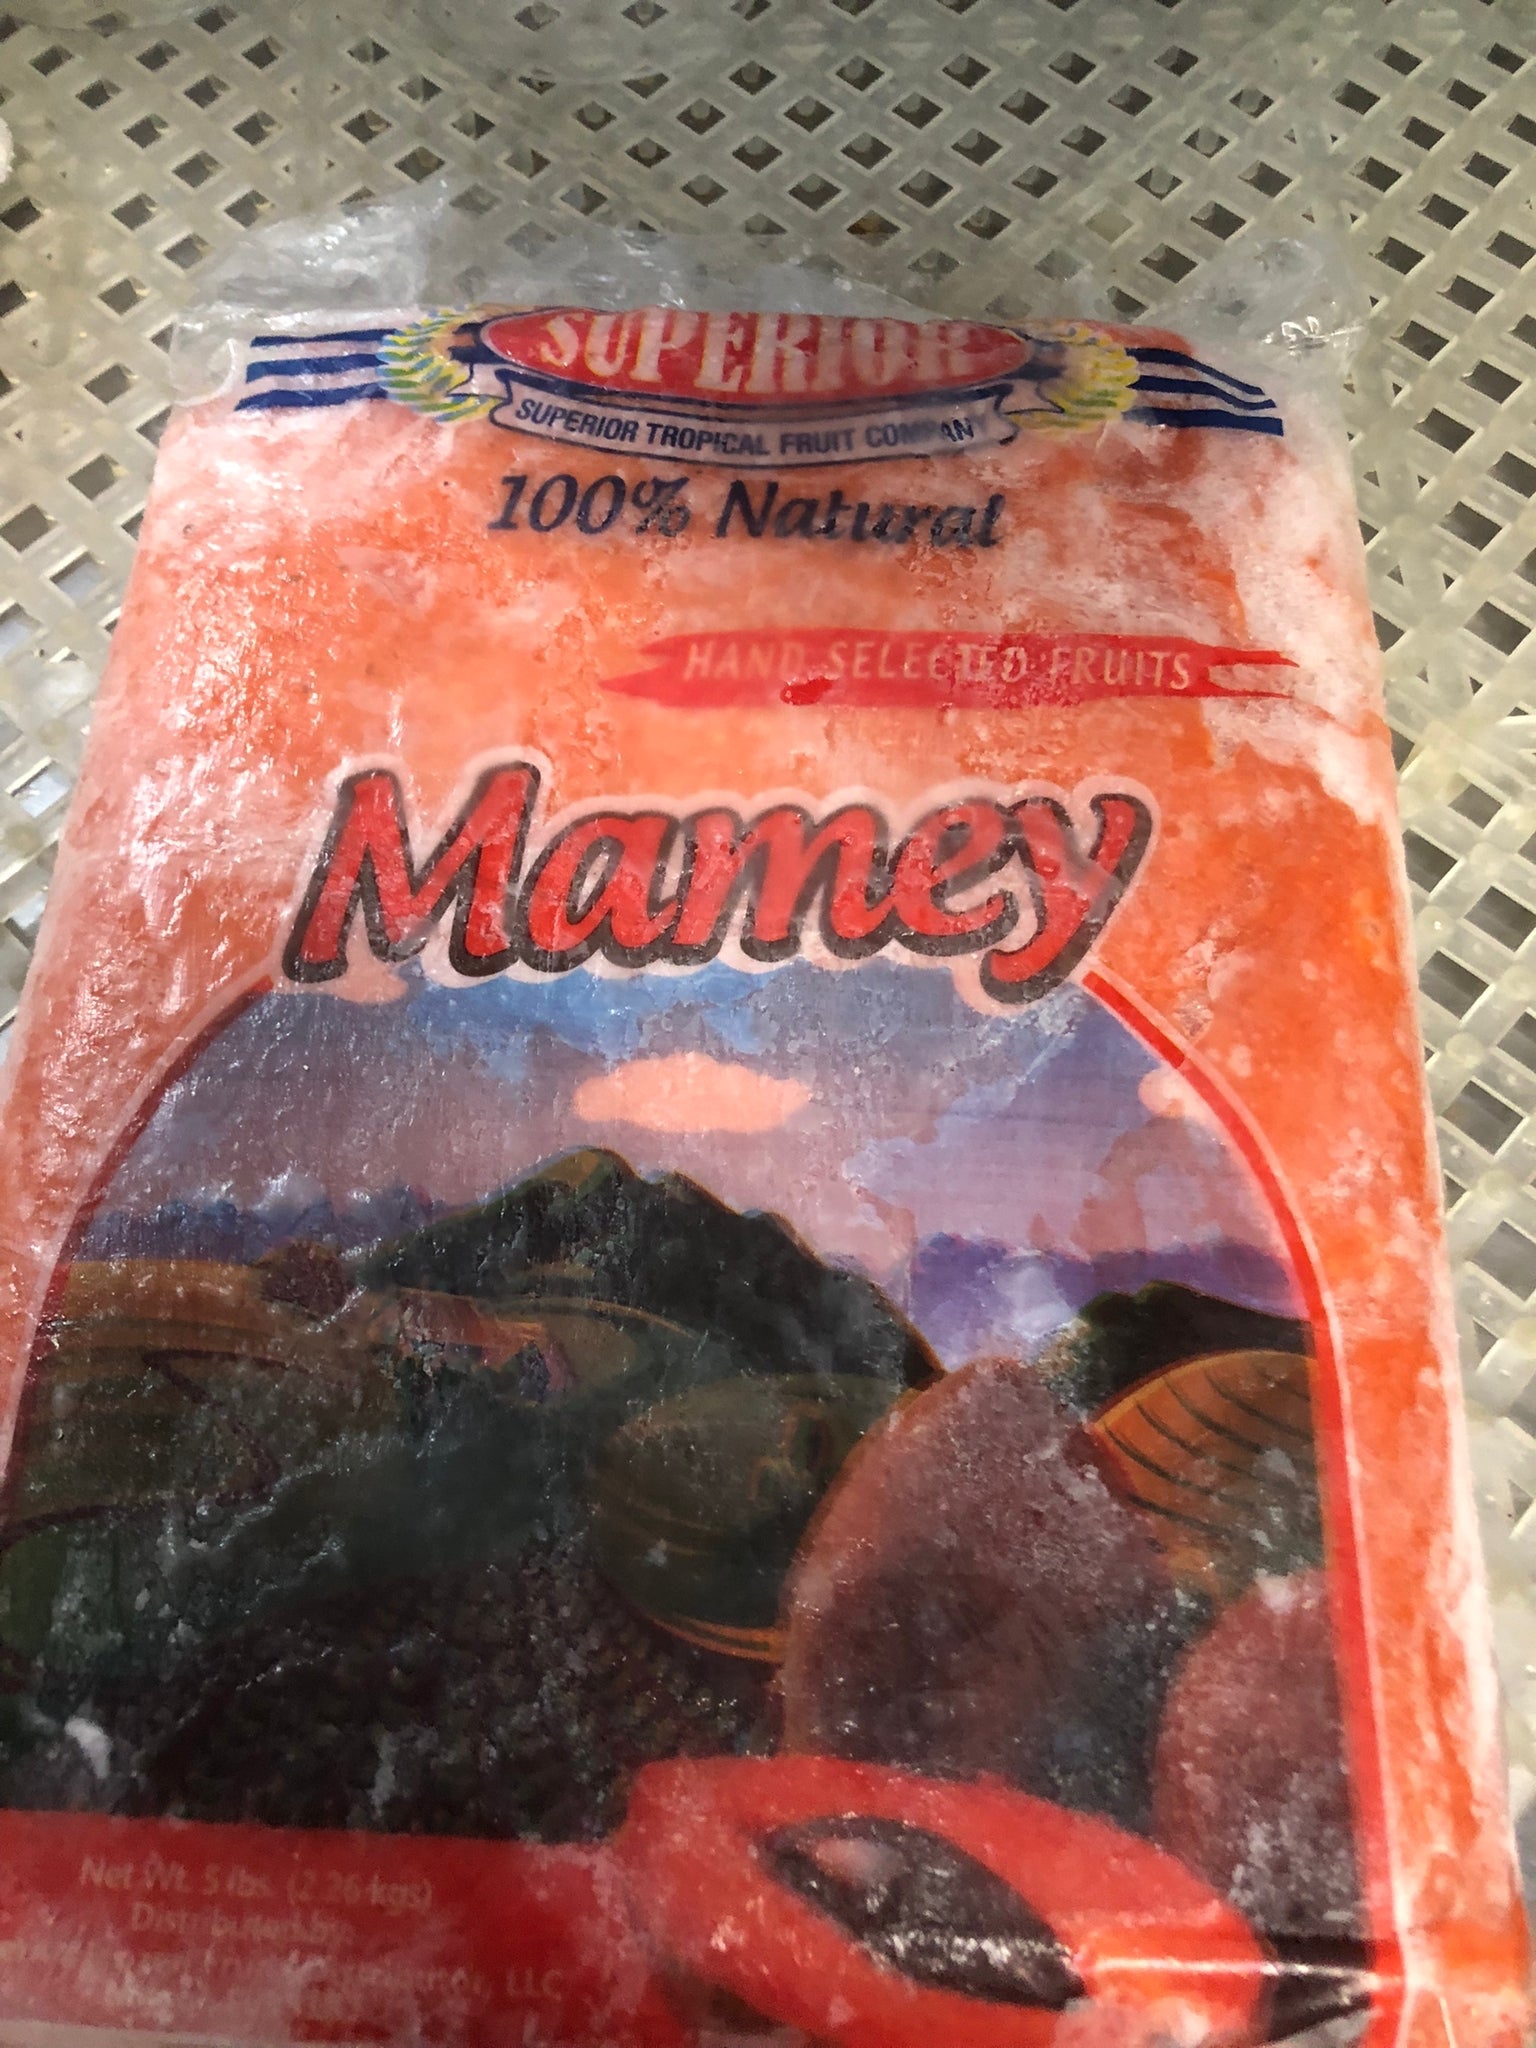 SUPERIOR
SUPERIOR TROPICAL FRUIT COMPANY
100% Natural
HAND SELECTED FRUITS
Mamey
Net Wt. 5 lbs. (2.26 kgs)
Distributed by
LLC